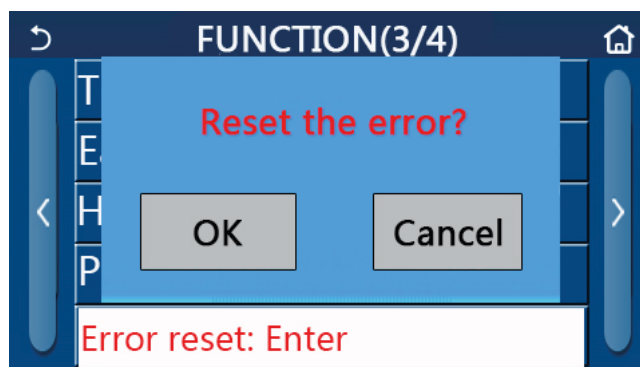 FUNCTION(3/4)
Reset the error?
OK
Cancel
Error reset: Enter